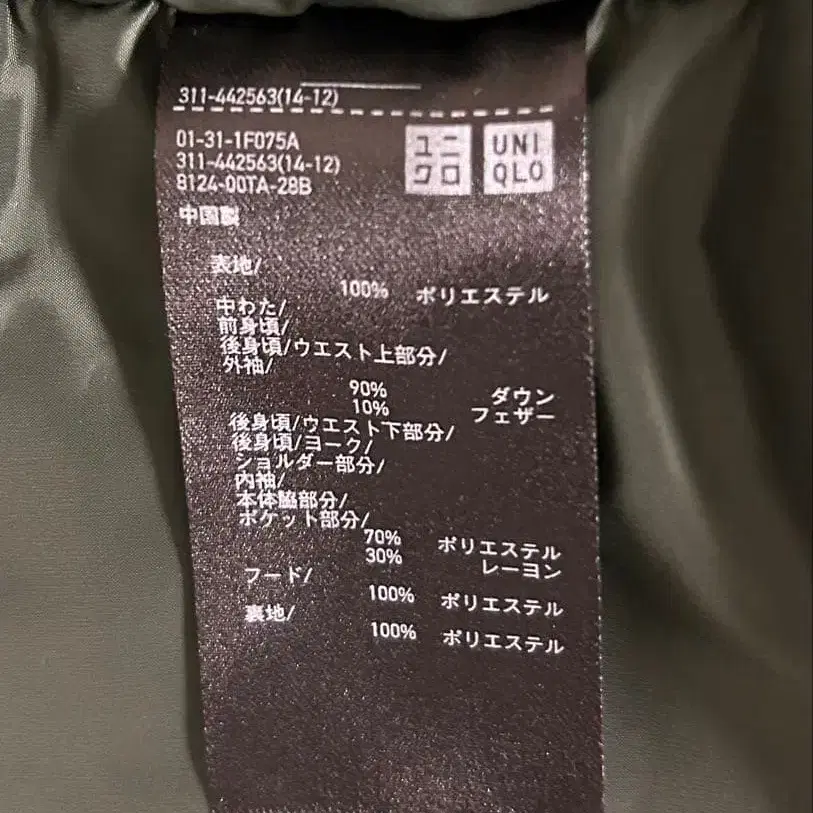 311-442563(14-12)
01-31-1F075A
311-442563(14-12)
8124-00TA-28B
ユニクロ
UNIQLO
中国製
表地/
100% ポリエステル
中わた/
前身頃/
後身頃/ウエスト上部分/
外袖/
90% ダウン
10% フェザー
後身頃/ウエスト下部分/
後身頃/ヨーク/
ショルダー部分/
内袖/
本体脇部分/
ポケット部分/
70% ポリエステル
30% レーヨン
フード/
100% ポリエステル
裏地/
100% ポリエステル